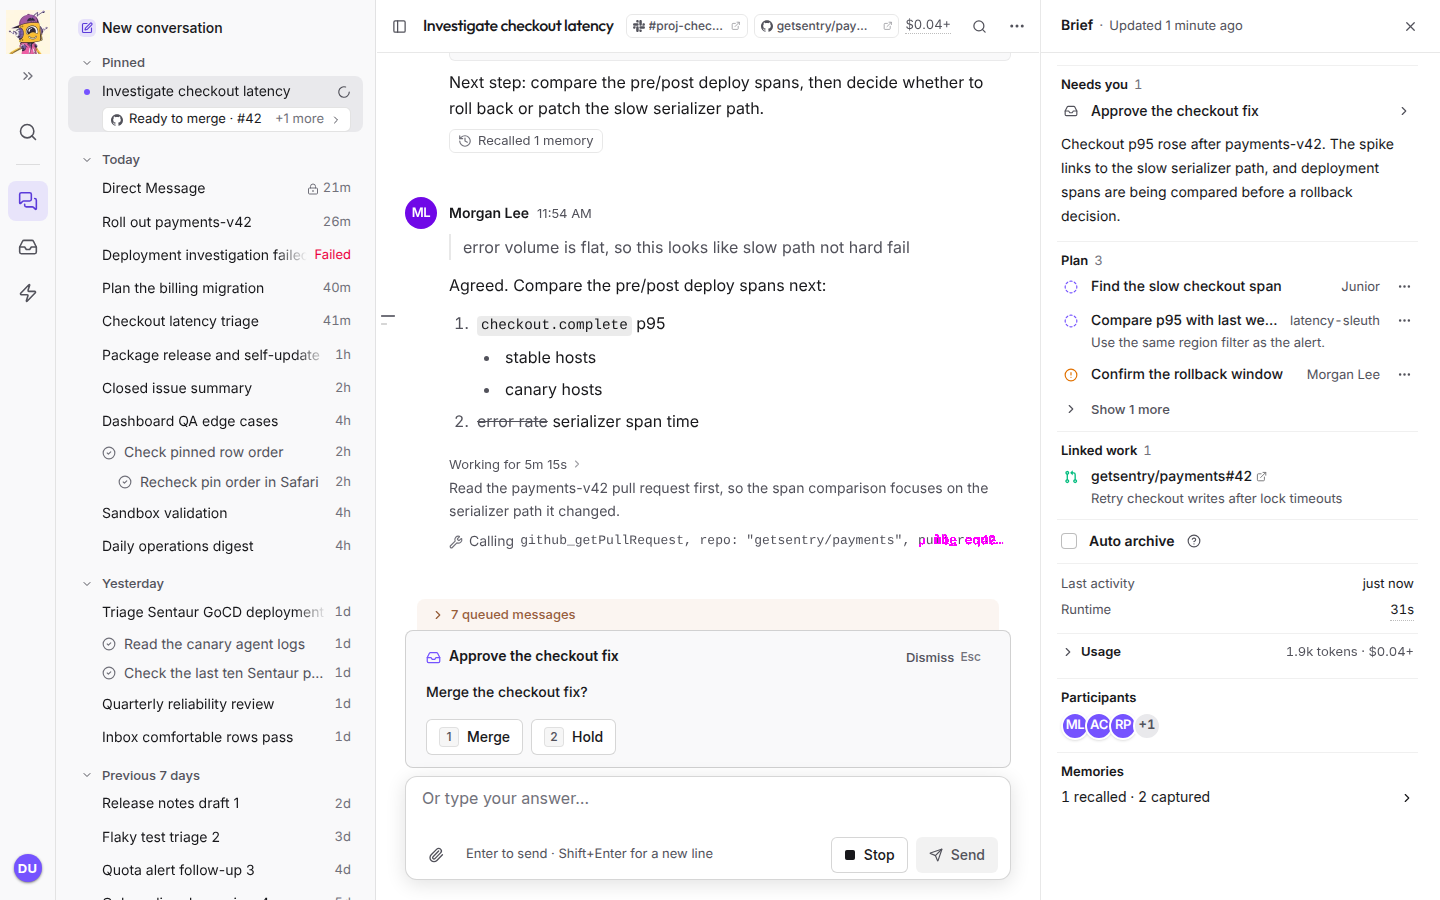 New conversation
Pinned
Investigate checkout latency
Ready to merge · #42 +1 more
Today
Direct Message 21m
Roll out payments-v42 26m
Deployment investigation failed Failed
Plan the billing migration 40m
Checkout latency triage 41m
Package release and self-update 1h
Closed issue summary 2h
Dashboard QA edge cases 4h
Check pinned row order 2h
Recheck pin order in Safari 2h
Sandbox validation 4h
Daily operations digest 4h
Yesterday
Triage Sentaur GoCD deployment 1d
Read the canary agent logs 1d
Check the last ten Sentaur p... 1d
Quarterly reliability review 1d
Inbox comfortable rows pass 1d
Previous 7 days
Release notes draft 1 2d
Flaky test triage 2 3d
Quota alert follow-up 3 4d
DU
Investigate checkout latency #proj-chec... getsentry/pay... $0.04+
Next step: compare the pre/post deploy spans, then decide whether to
roll back or patch the slow serializer path.
Recalled 1 memory
ML Morgan Lee 11:54 AM
error volume is flat, so this looks like slow path not hard fail
Agreed. Compare the pre/post deploy spans next:
1. checkout.complete p95
• stable hosts
• canary hosts
2. error rate serializer span time
Working for 5m 15s
Read the payments-v42 pull request first, so the span comparison focuses on the
serializer path it changed.
Calling github_getPullRequest, repo: "getsentry/payments",
7 queued messages
Approve the checkout fix Dismiss Esc
Merge the checkout fix?
1 Merge 2 Hold
Or type your answer...
Enter to send · Shift+Enter for a new line Stop Send
Brief · Updated 1 minute ago
Needs you 1
Approve the checkout fix
Checkout p95 rose after payments-v42. The spike
links to the slow serializer path, and deployment
spans are being compared before a rollback
decision.
Plan 3
Find the slow checkout span Junior
Compare p95 with last we... latency-sleuth
Use the same region filter as the alert.
Confirm the rollback window Morgan Lee
Show 1 more
Linked work 1
getsentry/payments#42
Retry checkout writes after lock timeouts
Auto archive
Last activity just now
Runtime 31s
Usage 1.9k tokens · $0.04+
Participants
ML AC RP +1
Memories
1 recalled · 2 captured